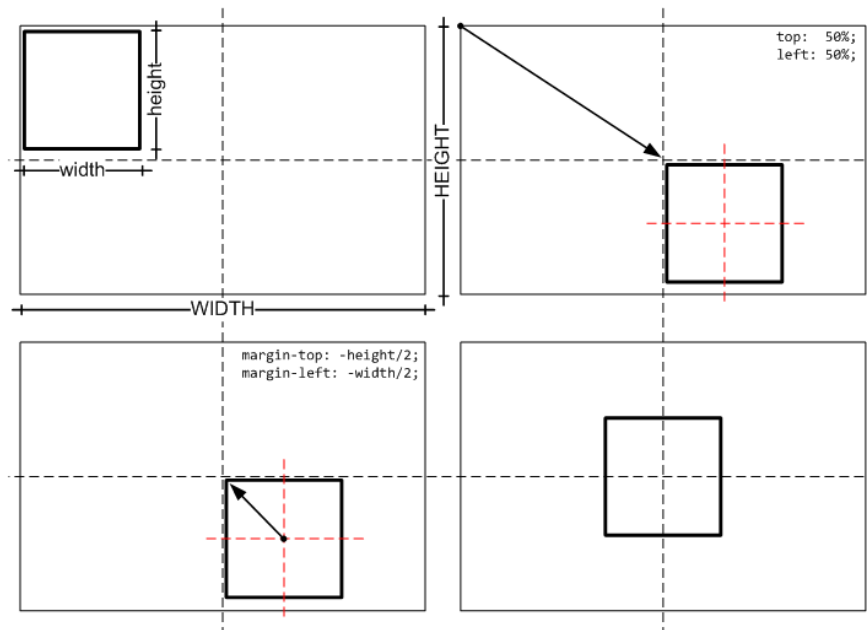 height
width
WIDTH
HEIGHT
top:  50%;
left: 50%;
margin-top: -height/2;
margin-left: -width/2;